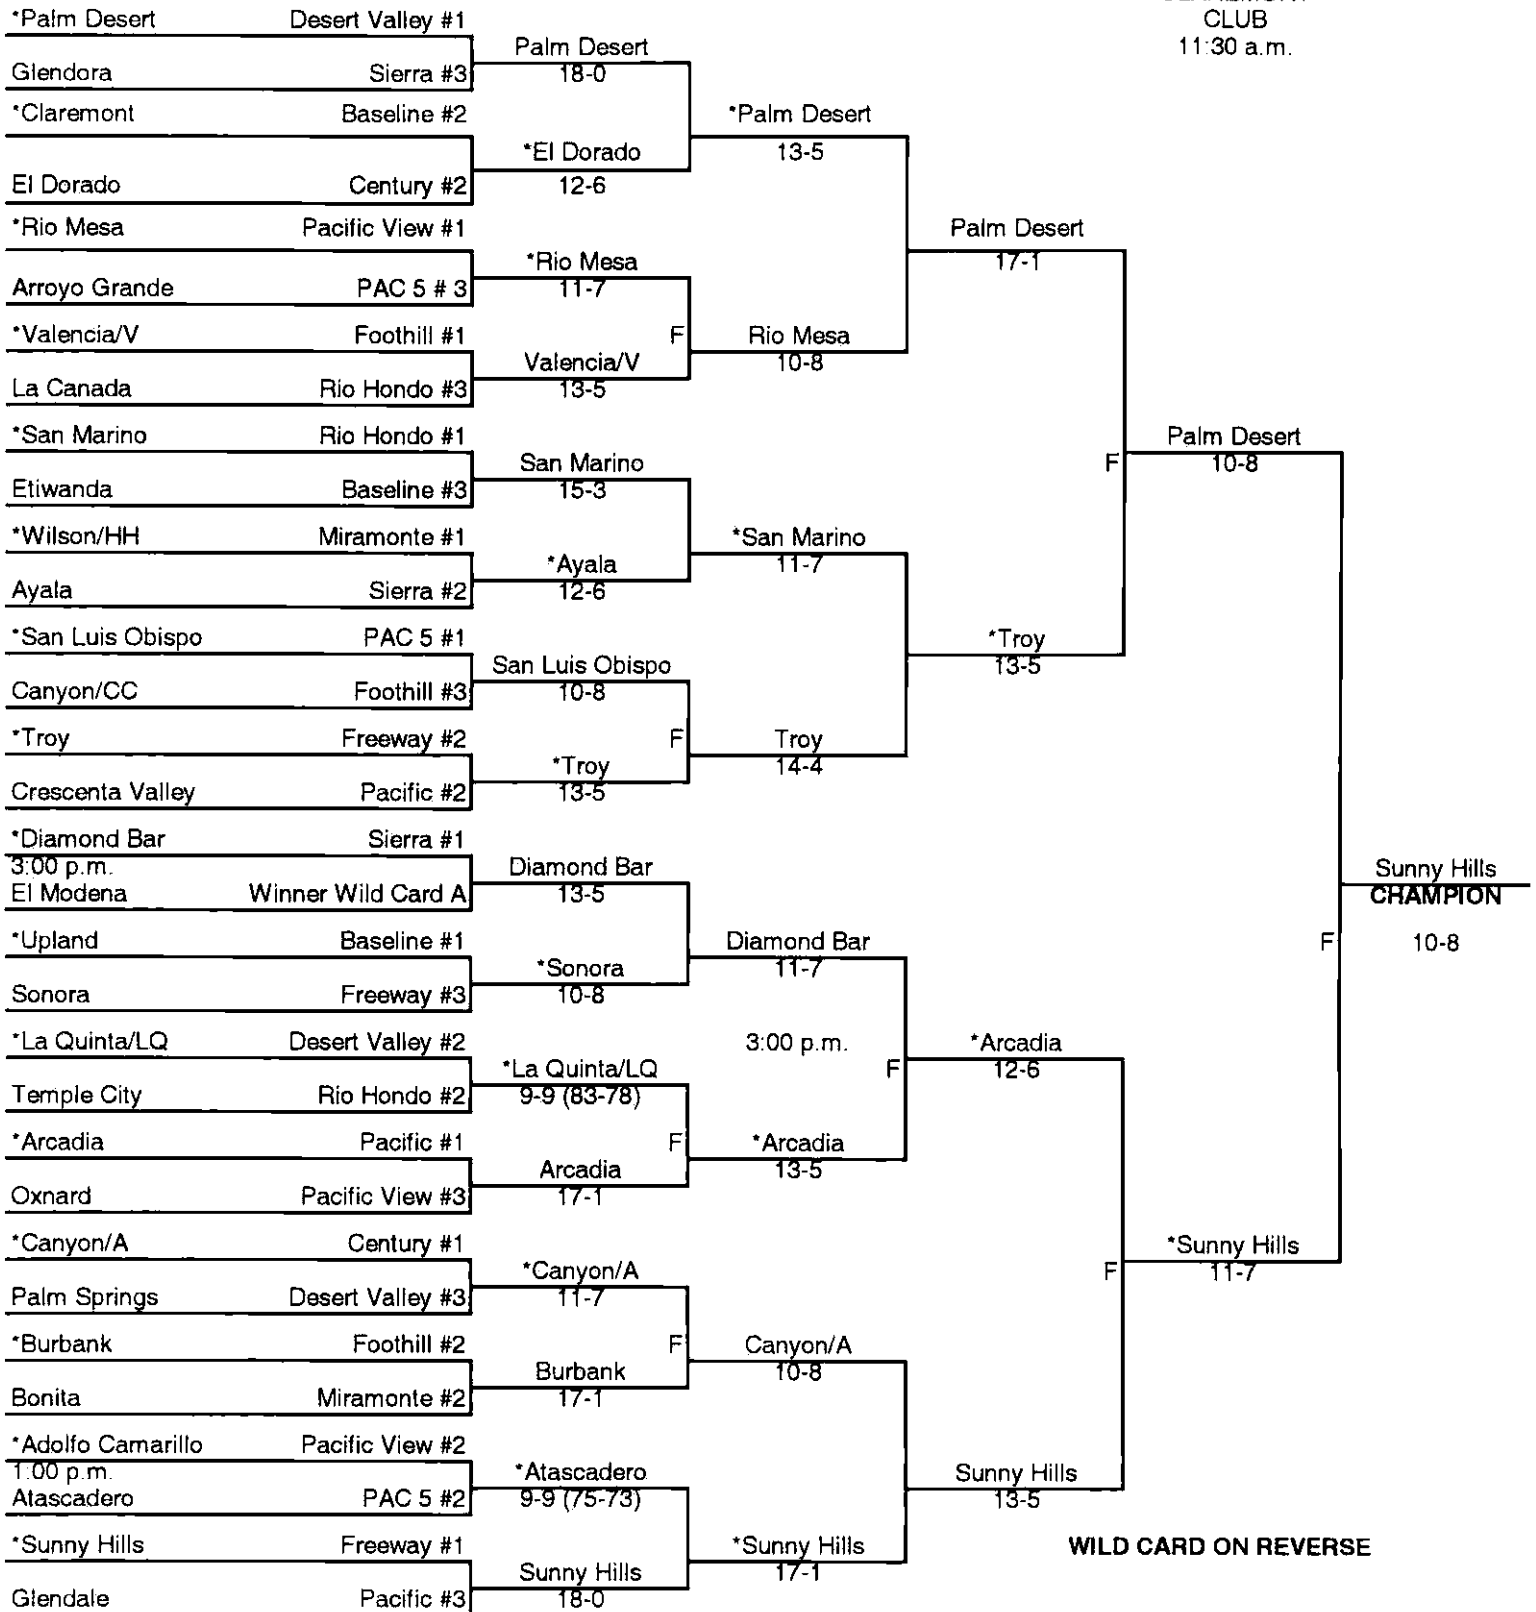 CLUB
11:30 a.m.
*Palm Desert Desert Valley #1
Glendora Sierra #3
*Claremont Baseline #2
El Dorado Century #2
*Rio Mesa Pacific View #1
Arroyo Grande PAC 5 # 3
*Valencia/V Foothill #1
La Canada Rio Hondo #3
*San Marino Rio Hondo #1
Etiwanda Baseline #3
*Wilson/HH Miramonte #1
Ayala Sierra #2
*San Luis Obispo PAC 5 #1
Canyon/CC Foothill #3
*Troy Freeway #2
Crescenta Valley Pacific #2
*Diamond Bar Sierra #1
3:00 p.m.
El Modena Winner Wild Card A
*Upland Baseline #1
Sonora Freeway #3
*La Quinta/LQ Desert Valley #2
Temple City Rio Hondo #2
*Arcadia Pacific #1
Oxnard Pacific View #3
*Canyon/A Century #1
Palm Springs Desert Valley #3
*Burbank Foothill #2
Bonita Miramonte #2
*Adolfo Camarillo Pacific View #2
1:00 p.m.
Atascadero PAC 5 #2
*Sunny Hills Freeway #1
Glendale Pacific #3
Palm Desert
18-0
*El Dorado
12-6
*Rio Mesa
11-7
F
Valencia/V
13-5
San Marino
15-3
*Ayala
12-6
San Luis Obispo
10-8
F
*Troy
13-5
Diamond Bar
13-5
*Sonora
10-8
*La Quinta/LQ
9-9 (83-78)
F
Arcadia
17-1
*Canyon/A
11-7
F
Burbank
17-1
*Atascadero
9-9 (75-73)
Sunny Hills
18-0
*Palm Desert
13-5
Rio Mesa
10-8
*San Marino
11-7
Troy
14-4
Diamond Bar
11-7
3:00 p.m.
F
*Arcadia
13-5
Canyon/A
10-8
*Sunny Hills
17-1
Palm Desert
17-1
F
*Troy
13-5
*Arcadia
12-6
F
Sunny Hills
13-5
Palm Desert
10-8
F
*Sunny Hills
11-7
Sunny Hills
CHAMPION
10-8
WILD CARD ON REVERSE